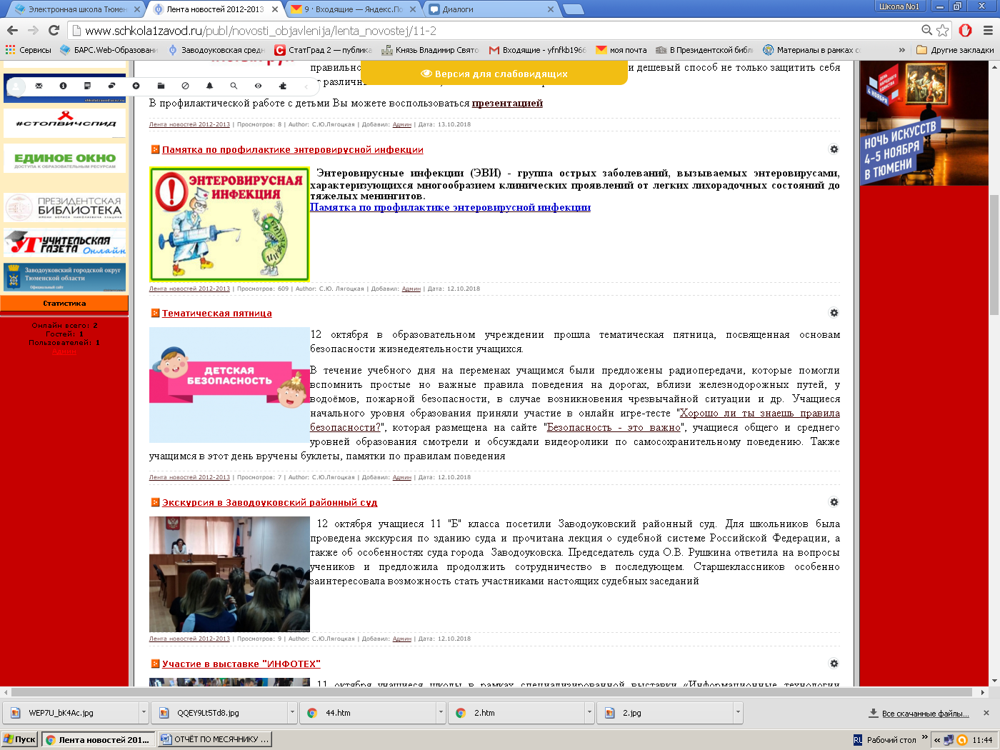 Электронная школа Тюмен
Лента новостей 2012-2013
9 · Входящие — Яндекс.По
Диалоги
Школа No1
www.schkola1zavod.ru/publ/novosti_objavlenija/lenta_novostej/11-2
Сервисы
БАРС.Web-Образовани
Заводоуковская средн
СтатГрад 2 — публика
Князь Владимир Свято
Входящие - yfnfkb1966
моя почта
В Президентской библ
Материалы в рамках со
»
Другие закладки
правильно
Версия для слабовидящих
и дешевый способ не только защитить себя
т различны
В профилактической работе с детьми Вы можете воспользоваться презентацией
Лента новостей 2012-2013 | Просмотров: 8 | Author: С.Ю.Лягоцкая | Добавил: Админ | Дата: 13.10.2018
#СТОПВИЧСПИД
ЕДИНОЕ ОКНО
ДОСТУПА К ОБРАЗОВАТЕЛЬНЫМ РЕСУРСАМ
ПРЕЗИДЕНТСКАЯ
БИБЛИОТЕКА
ИМЕНИ БОРИСА НИКОЛАЕВИЧА ЕЛЬЦИНА
УГ УЧИТЕЛЬСКАЯ
ГАЗЕТА Онлайн
Заводоуковский городской округ
Тюменской области
Официальный сайт
Статистика
Онлайн всего: 2
Гостей: 1
Пользователей: 1
Админ
Памятка по профилактике энтеровирусной инфекции
ЭНТЕРОВИРУСНАЯ
ИНФЕКЦИЯ
Энтеровирусные инфекции (ЭВИ) - группа острых заболеваний, вызываемых энтеровирусами,
характеризующихся многообразием клинических проявлений от легких лихорадочных состояний до
тяжелых менингитов.
Памятка по профилактике энтеровирусной инфекции
Лента новостей 2012-2013 | Просмотров: 609 | Author: С.Ю. Лягоцкая | Добавил: Админ | Дата: 12.10.2018
Тематическая пятница
ДЕТСКАЯ
БЕЗОПАСНОСТЬ
12 октября в образовательном учреждении прошла тематическая пятница, посвященная основам
безопасности жизнедеятельности учащихся.
В течение учебного дня на переменах учащимся были предложены радиопередачи, которые помогли
вспомнить простые но важные правила поведения на дорогах, вблизи железнодорожных путей, у
водоёмов, пожарной безопасности, в случае возникновения чрезвычайной ситуации и др. Учащиеся
начального уровня образования приняли участие в онлайн игре-тесте "Хорошо ли ты знаешь правила
безопасности?", которая размещена на сайте "Безопасность - это важно", учащиеся общего и среднего
уровней образования смотрели и обсуждали видеоролики по самосохранительному поведению. Также
учащимся в этот день вручены буклеты, памятки по правилам поведения
Лента новостей 2012-2013 | Просмотров: 7 | Author: С.Ю.Лягоцкая | Добавил: Админ | Дата: 12.10.2018
Экскурсия в Заводоуковский районный суд
12 октября учащиеся 11 "Б" класса посетили Заводоуковский районный суд. Для школьников была
проведена экскурсия по зданию суда и прочитана лекция о судебной системе Российской Федерации, а
также об особенностях суда города Заводоуковска. Председатель суда О.В. Рушкина ответила на вопросы
учеников и предложила продолжить сотрудничество в последующем. Старшеклассников особенно
заинтересовала возможность стать участниками настоящих судебных заседаний
Лента новостей 2012-2013 | Просмотров: 9 | Author: С.Ю.Лягоцкая | Добавил: Админ | Дата: 12.10.2018
Участие в выставке "ИНФОТЕХ"
11 октября учащиеся школы в рамках специализированной выставки «Информационные технологии
ДЕНЬ
НАРОДНОГО
ЕДИНСТВА
4 НОЯБРЯ
НОЧЬ ИСКУССТВ
4-5 НОЯБРЯ
В ТЮМЕНИ
WEP7U_bK4Ac.jpg
QQEY9Lt5Td8.jpg
44.htm
2.htm
2.jpg
Все скачанные файлы...
Пуск
Лента новостей 201...
ОТЧЁТ ПО МЕСЯЧНИКУ ...
RL
Рабочий стол
»
«
11:44